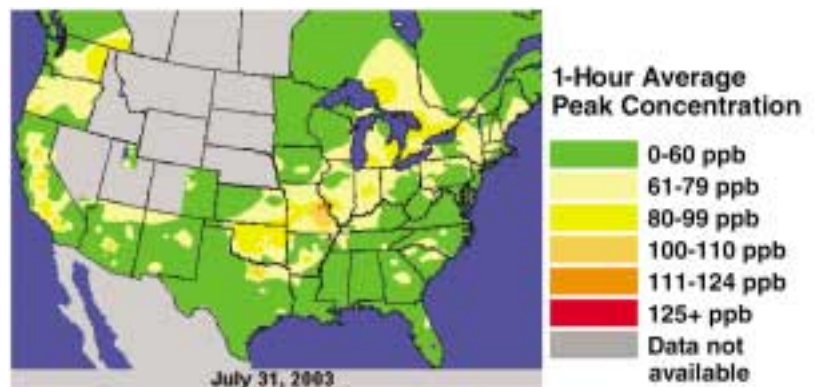 1-Hour Average
Peak Concentration
0-60 ppb
61-79 ppb
80-99 ppb
100-110 ppb
111-124 ppb
125+ ppb
Data not
available
July 31, 2003